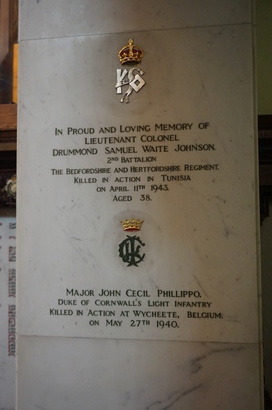 IN PROUD AND LOVING MEMORY OF
LIEUTENANT COLONEL
DRUMMOND SAMUEL WAITE JOHNSON.
2ND BATTALION
THE BEDFORDSHIRE AND HERTFORDSHIRE REGIMENT.
KILLED IN ACTION IN TUNISIA
ON APRIL 11TH 1943.
AGED 38.
MAJOR JOHN CECIL PHILLIPPO.
DUKE OF CORNWALL'S LIGHT INFANTRY
KILLED IN ACTION AT WYCHEETE, BELGIUM.
ON MAY 27TH 1940.